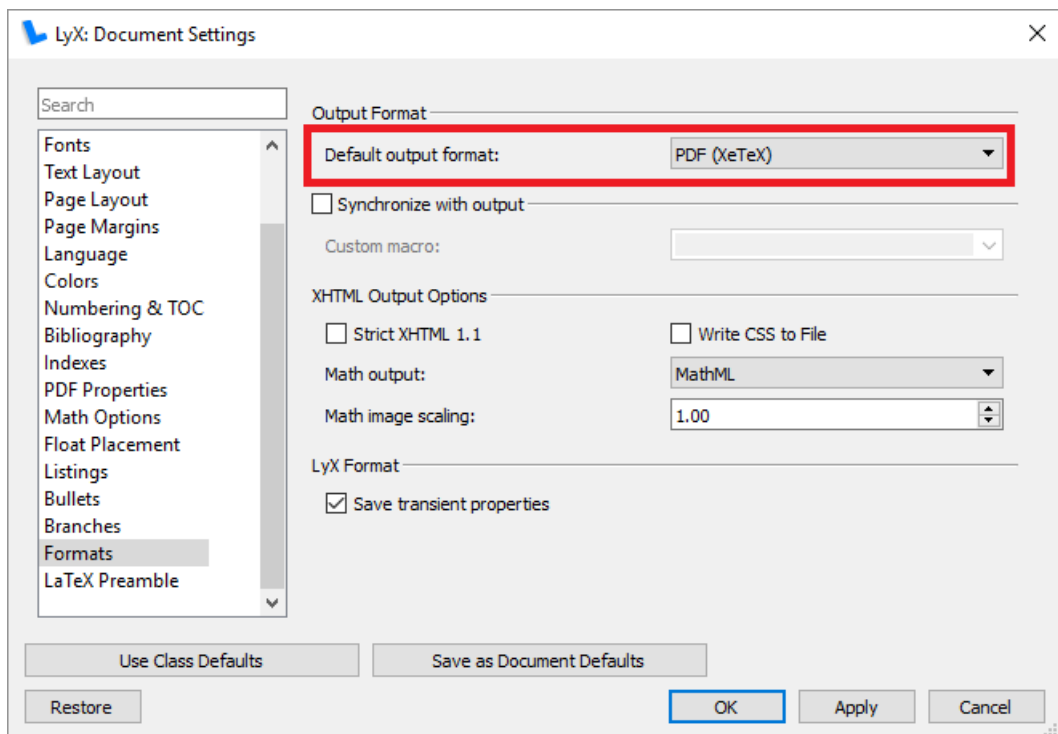 LyX: Document Settings
Search
Fonts
Text Layout
Page Layout
Page Margins
Language
Colors
Numbering & TOC
Bibliography
Indexes
PDF Properties
Math Options
Float Placement
Listings
Bullets
Branches
Formats
LaTeX Preamble
Output Format
Default output format: PDF (XeTeX)
Synchronize with output
Custom macro:
XHTML Output Options
Strict XHTML 1.1 Write CSS to File
Math output: MathML
Math image scaling: 1.00
LyX Format
Save transient properties
Use Class Defaults Save as Document Defaults
Restore OK Apply Cancel